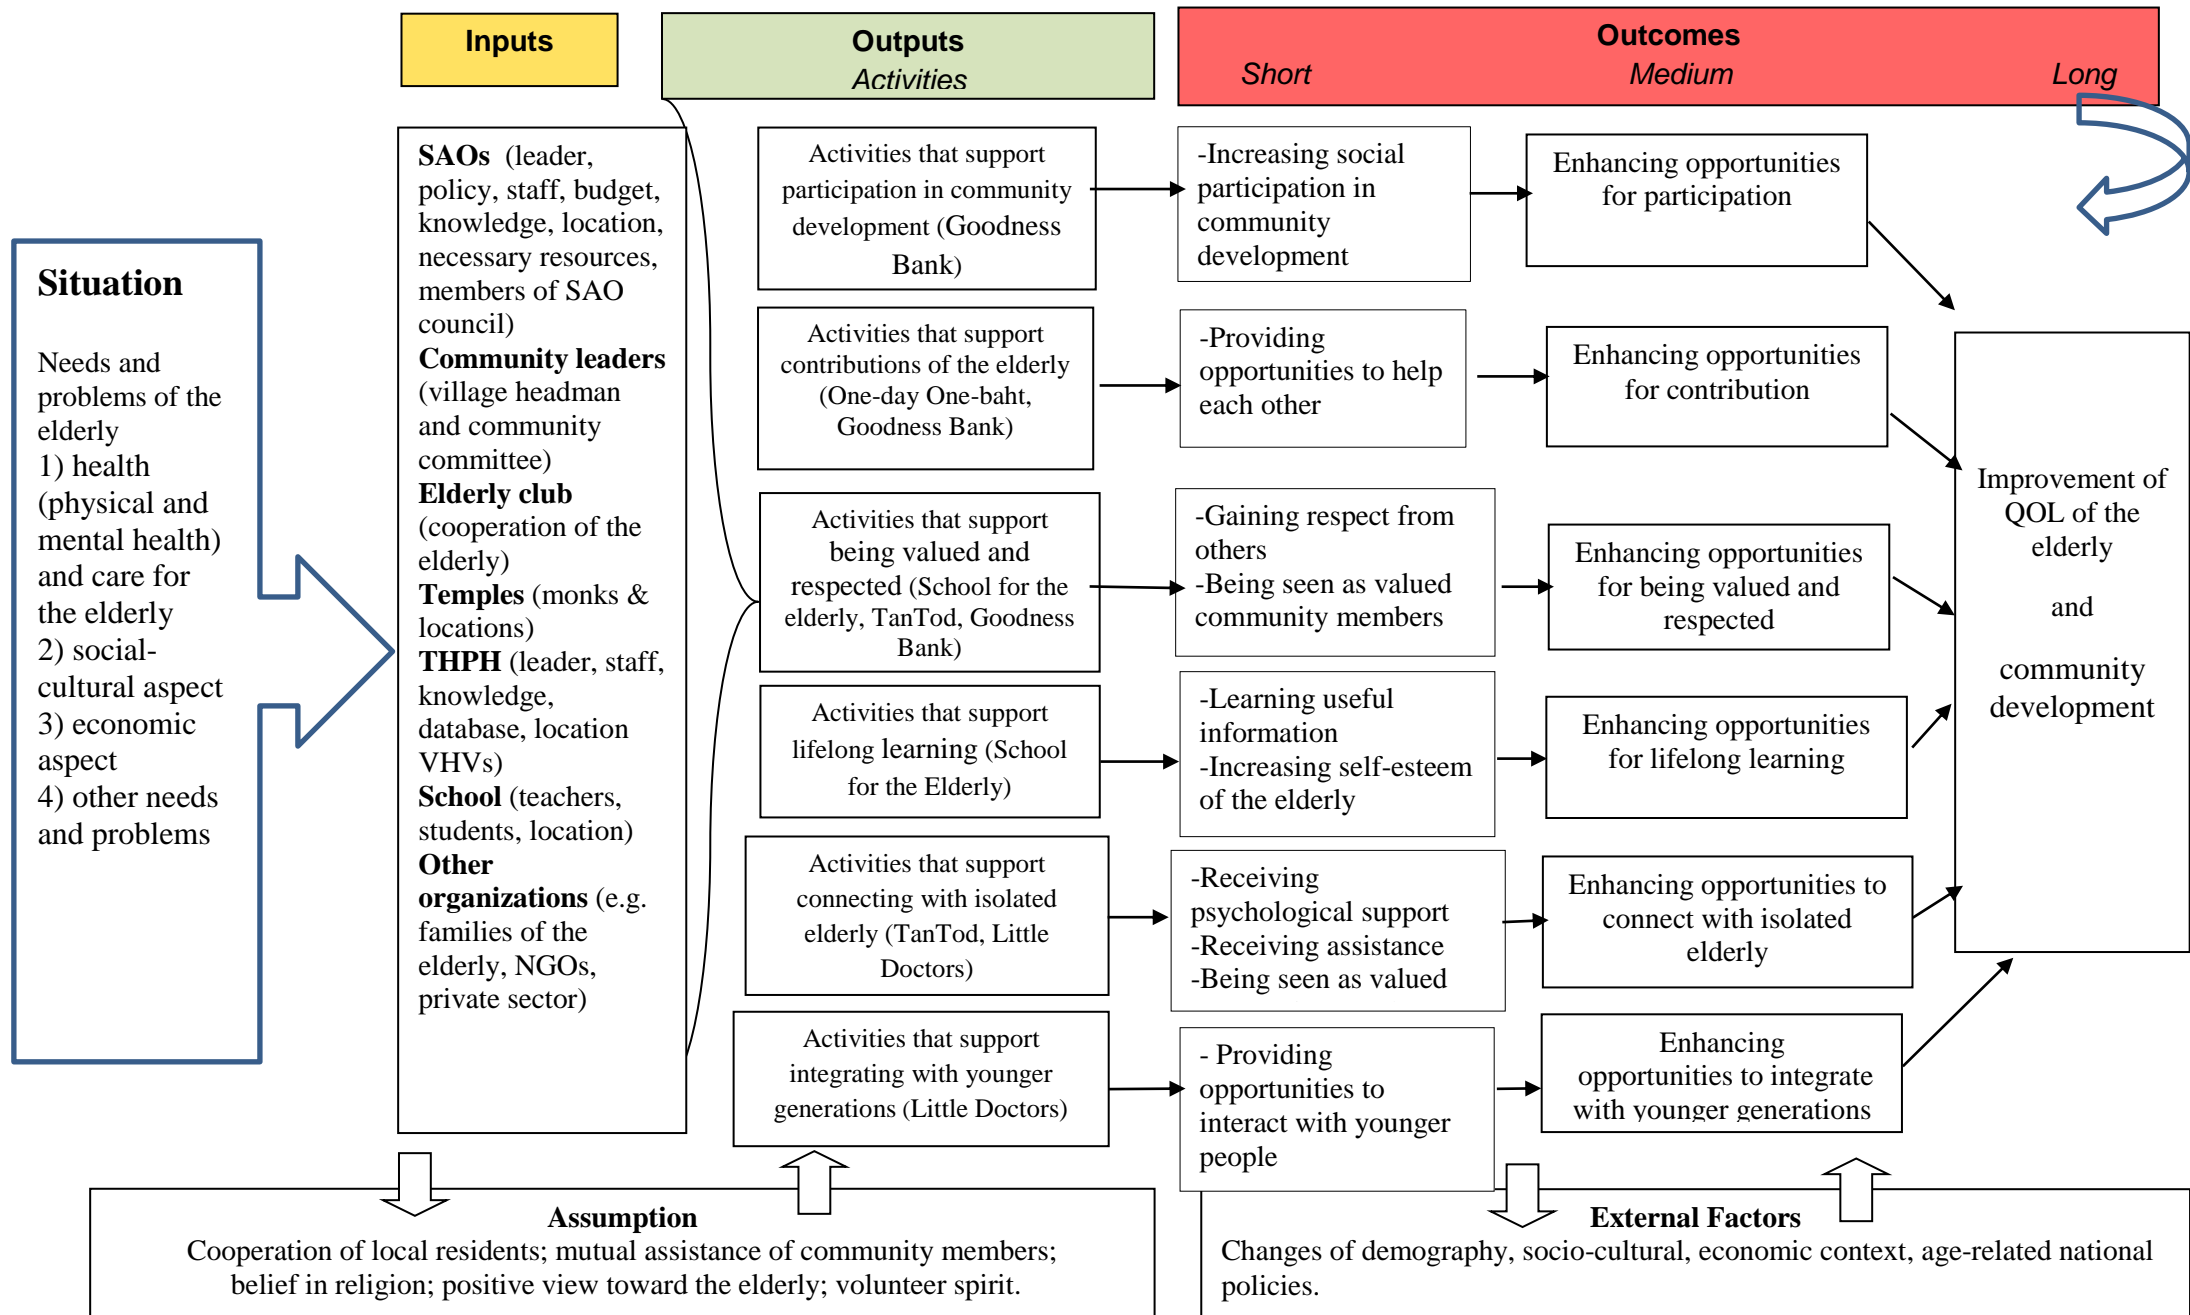 Inputs
Outputs
Activities
Outcomes
Short Medium Long
Situation
Needs and
problems of the
elderly
1) health
(physical and
mental health)
and care for
the elderly
2) social-
cultural aspect
3) economic
aspect
4) other needs
and problems
SAOs (leader,
policy, staff, budget,
knowledge, location,
necessary resources,
members of SAO
council)
Community leaders
(village headman
and community
committee)
Elderly club
(cooperation of the
elderly)
Temples (monks &
locations)
THPH (leader, staff,
knowledge,
database, location
VHVs)
School (teachers,
students, location)
Other
organizations (e.g.
families of the
elderly, NGOs,
private sector)
Activities that support
participation in community
development (Goodness
Bank)
-Increasing social
participation in
community
development
Enhancing opportunities
for participation
Activities that support
contributions of the elderly
(One-day One-baht,
Goodness Bank)
-Providing
opportunities to help
each other
Enhancing opportunities
for contribution
Activities that support
being valued and
respected (School for the
elderly, TanTod, Goodness
Bank)
-Gaining respect from
others
-Being seen as valued
community members
Enhancing opportunities
for being valued and
respected
Activities that support
lifelong learning (School
for the Elderly)
-Learning useful
information
-Increasing self-esteem
of the elderly
Enhancing opportunities
for lifelong learning
Activities that support
connecting with isolated
elderly (TanTod, Little
Doctors)
-Receiving
psychological support
-Receiving assistance
-Being seen as valued
Enhancing opportunities to
connect with isolated
elderly
Activities that support
integrating with younger
generations (Little Doctors)
- Providing
opportunities to
interact with younger
people
Enhancing
opportunities to integrate
with younger generations
Improvement of
QOL of the
elderly
and
community
development
Assumption
Cooperation of local residents; mutual assistance of community members;
belief in religion; positive view toward the elderly; volunteer spirit.
External Factors
Changes of demography, socio-cultural, economic context, age-related national
policies.